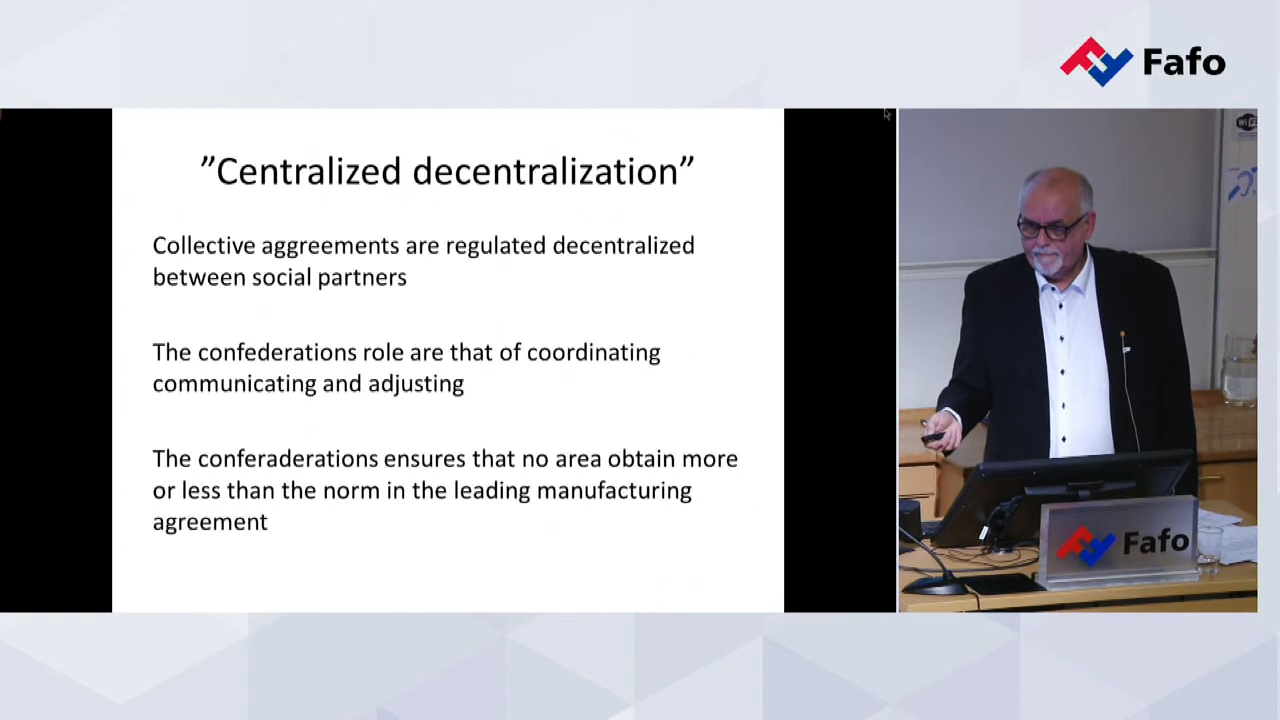 Fafo
”Centralized decentralization”
Collective aggreements are regulated decentralized
between social partners
The confederations role are that of coordinating
communicating and adjusting
The conferaderations ensures that no area obtain more
or less than the norm in the leading manufacturing
agreement
WiFi
Fafo